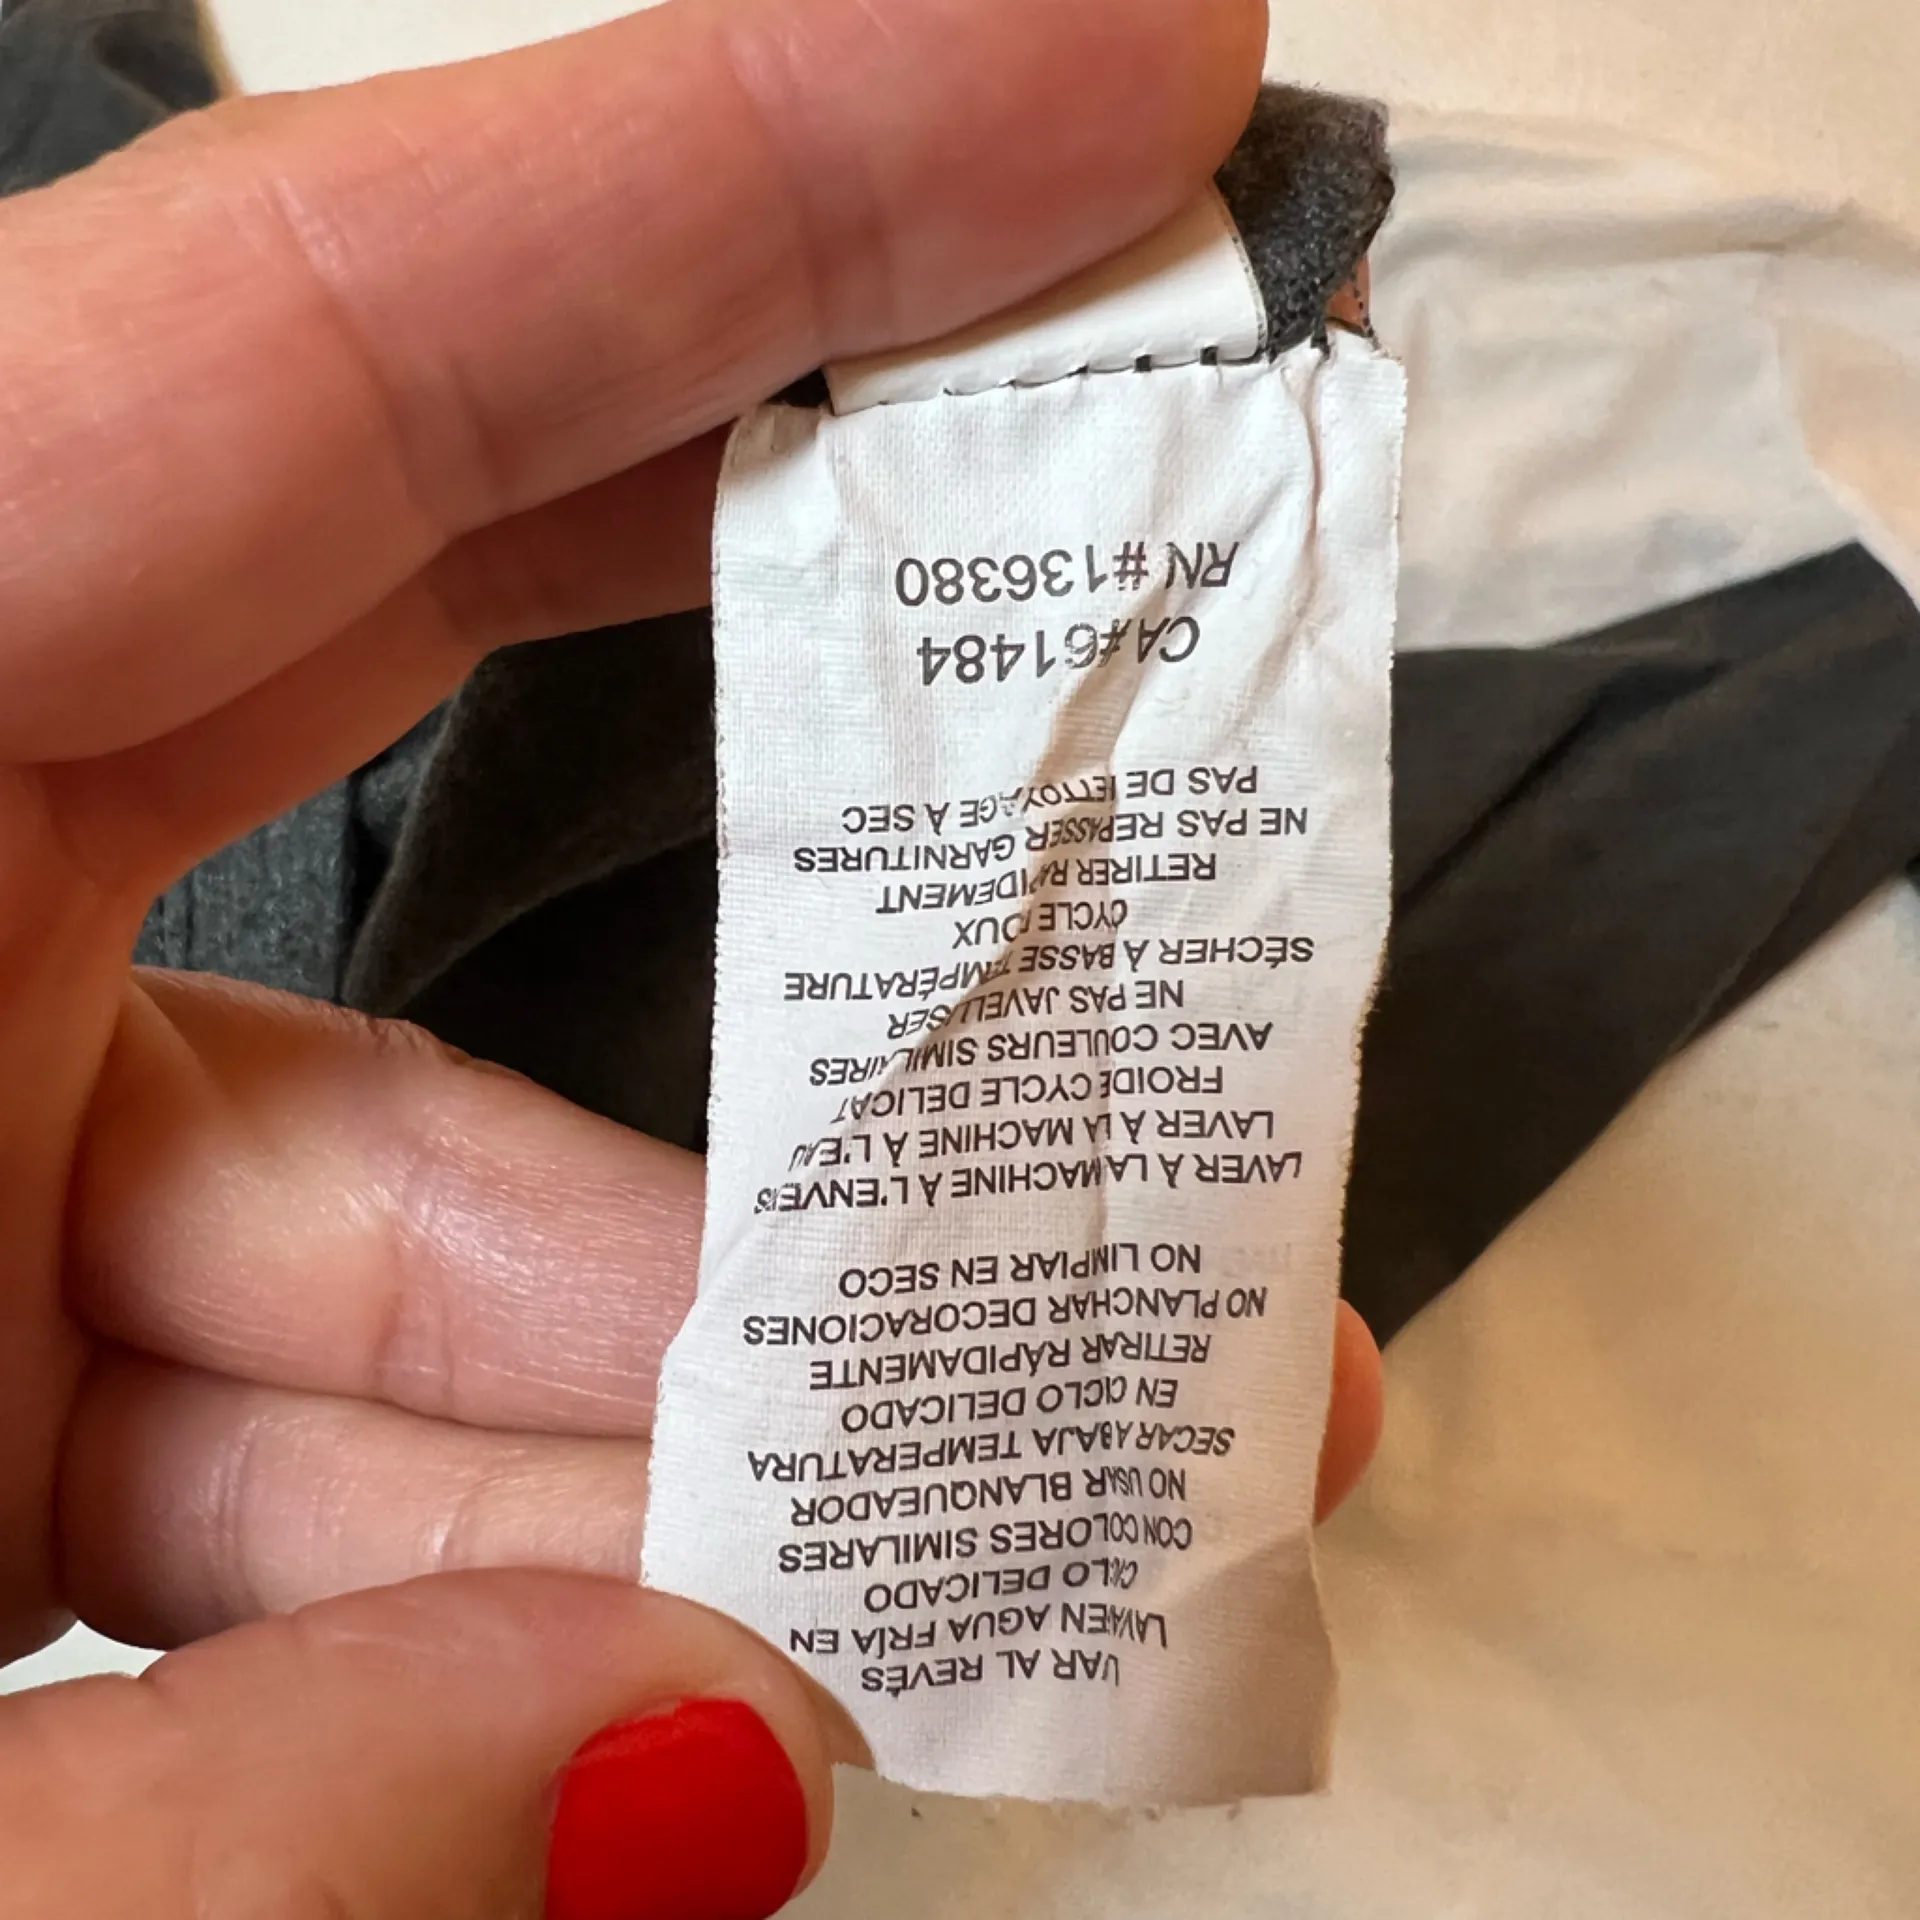 LAVAR AL REVÉS
LAVAR EN AGUA FRÍA EN
CICLO DELICADO
CON COLORES SIMILARES
NO USAR BLANQUEADOR
SECAR A BAJA TEMPERATURA
EN CICLO DELICADO
RETIRAR RÁPIDAMENTE
NO PLANCHAR DECORACIONES
NO LIMPIAR EN SECO
LAVER À LA MACHINE À L'ENVERS
LAVER À LA MACHINE À L'EAU
FROIDE CYCLE DELICAT
AVEC COULEURS SIMILAIRES
NE PAS JAVELLISER
SÉCHER À BASSE TEMPÉRATURE
CYCLE DOUX
RETIRER RAPIDEMENT
NE PAS REPASSER GARNITURES
PAS DE NETTOYAGE A SEC
CA#61484
RN #136380